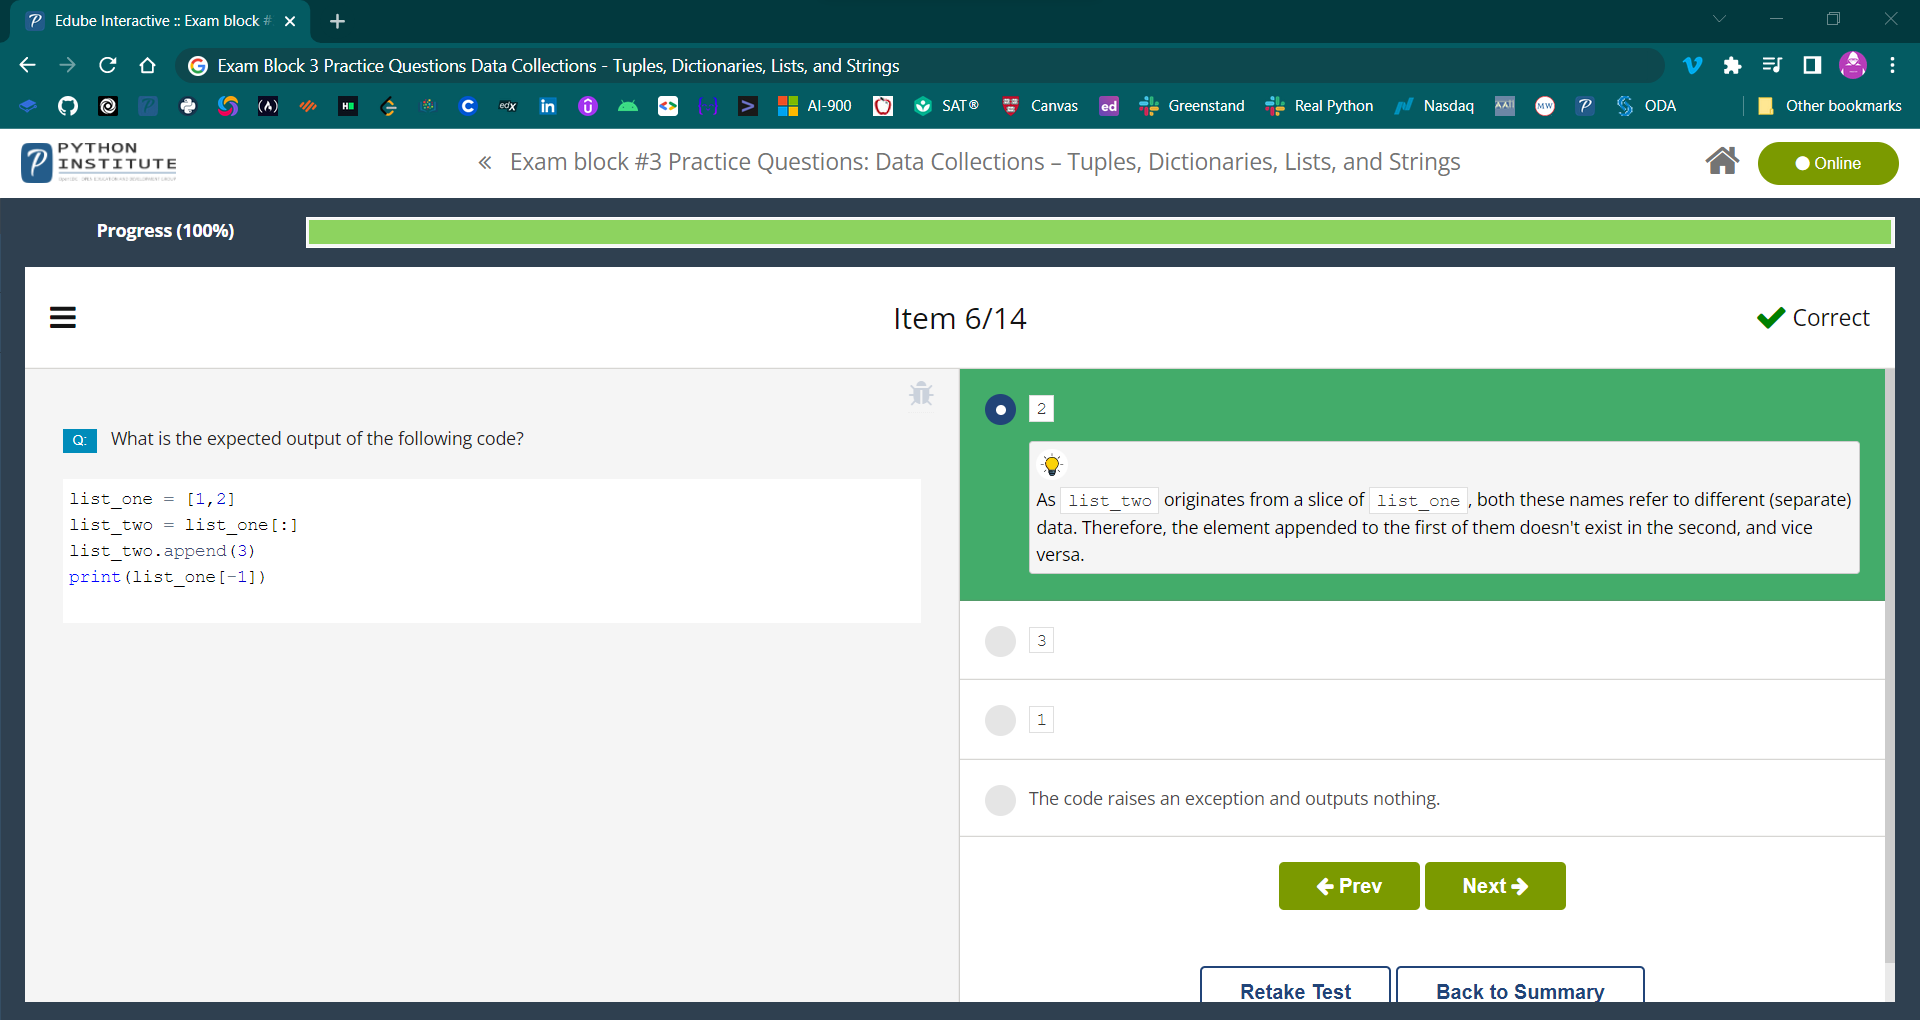 Edube Interactive :: Exam block #
Exam Block 3 Practice Questions Data Collections - Tuples, Dictionaries, Lists, and Strings
AI-900 SAT® Canvas ed Greenstand Real Python Nasdaq AATI MW ODA Other bookmarks
PYTHON
INSTITUTE
« Exam block #3 Practice Questions: Data Collections – Tuples, Dictionaries, Lists, and Strings
Online
Progress (100%)
Item 6/14
Correct
Q: What is the expected output of the following code?
list_one = [1,2]
list_two = list_one[:]
list_two.append(3)
print(list_one[-1])
2
As list_two originates from a slice of list_one, both these names refer to different (separate)
data. Therefore, the element appended to the first of them doesn't exist in the second, and vice
versa.
3
1
The code raises an exception and outputs nothing.
Prev Next
Retake Test Back to Summary